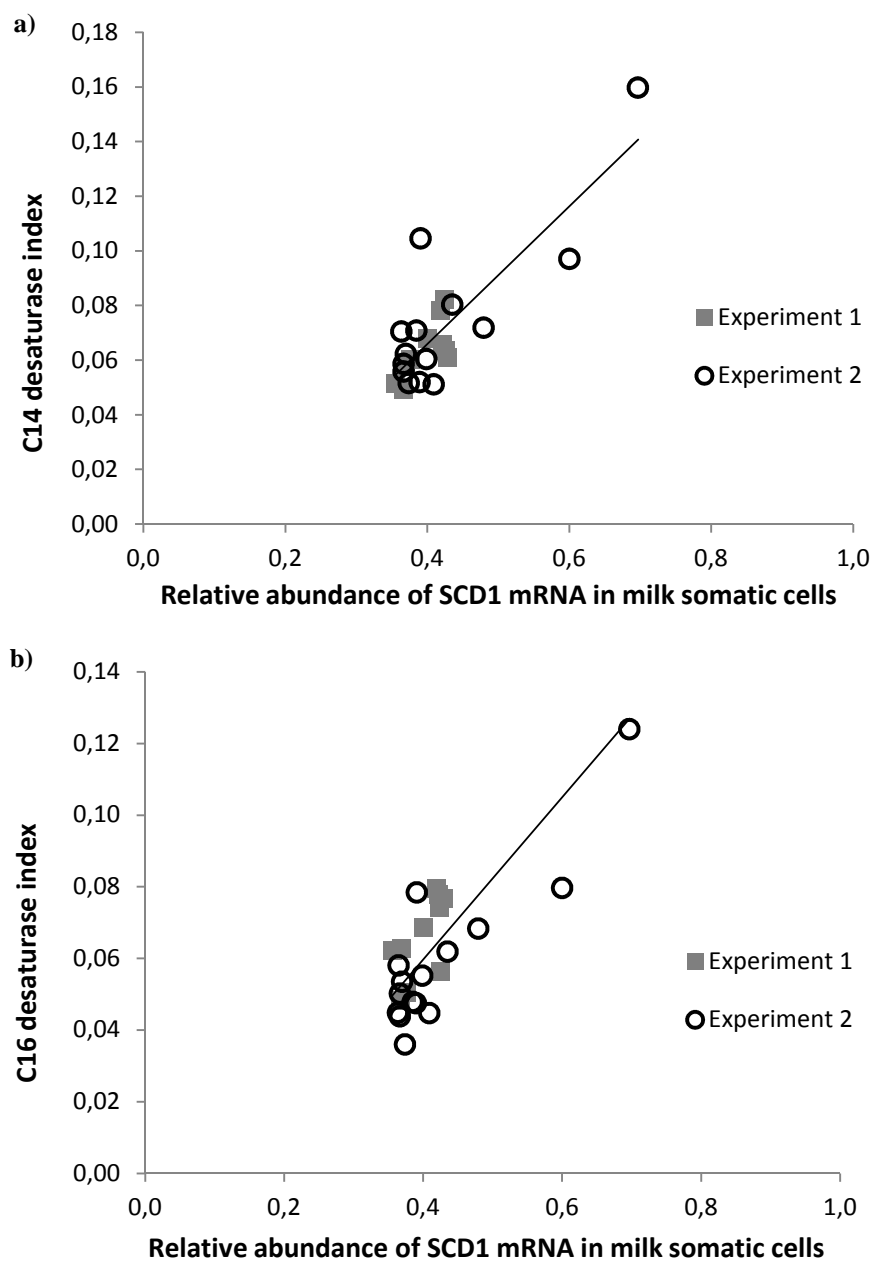 a)
0,18
0,16
0,14
0,12
0,10
0,08
0,06
0,04
0,02
0,00
C14 desaturase index
Experiment 1
Experiment 2
0,0 0,2 0,4 0,6 0,8 1,0
Relative abundance of SCD1 mRNA in milk somatic cells
b)
0,14
0,12
0,10
0,08
0,06
0,04
0,02
0,00
C16 desaturase index
Experiment 1
Experiment 2
0,0 0,2 0,4 0,6 0,8 1,0
Relative abundance of SCD1 mRNA in milk somatic cells